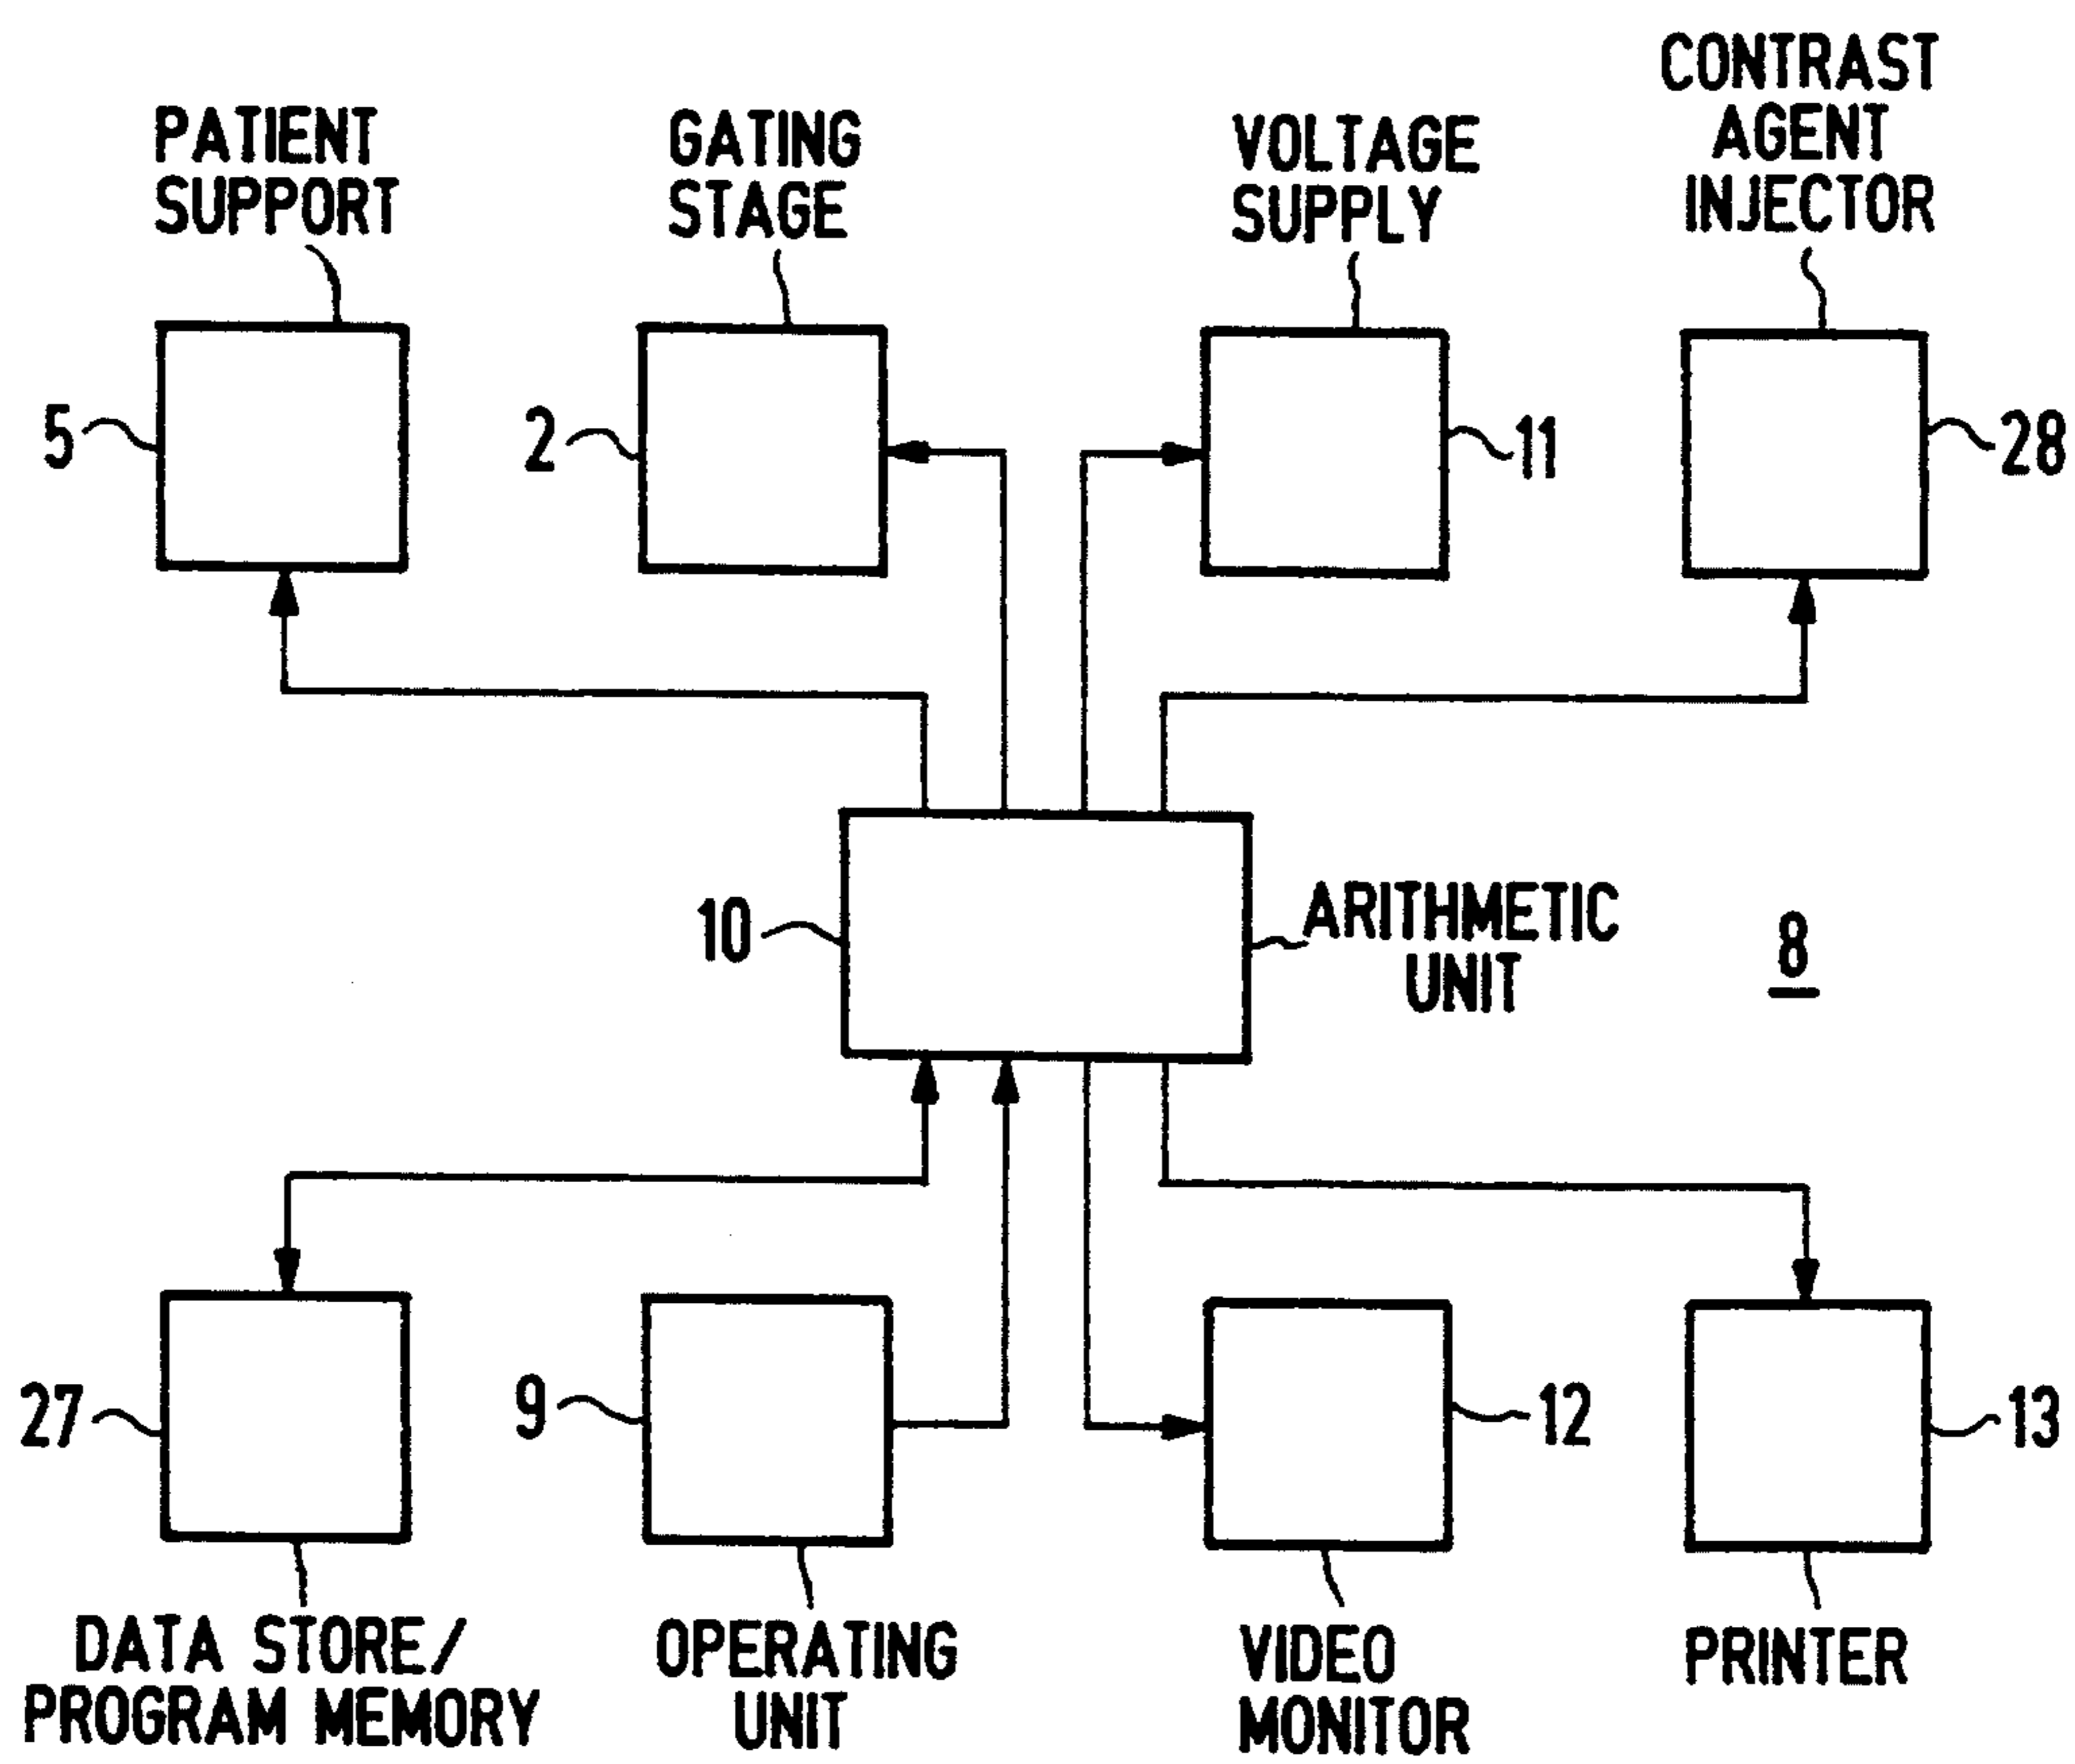 PATIENT
SUPPORT
GATING
STAGE
VOLTAGE
SUPPLY
CONTRAST
AGENT
INJECTOR
5
2
11
28
10
ARITHMETIC
UNIT
8
27
9
12
13
DATA STORE/
PROGRAM MEMORY
OPERATING
UNIT
VIDEO
MONITOR
PRINTER